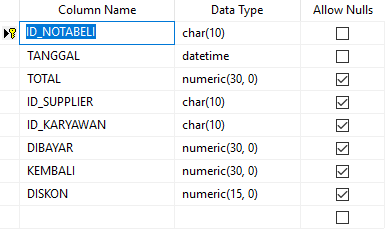 Column Name Data Type Allow Nulls
ID_NOTABELI char(10)
TANGGAL datetime
TOTAL numeric(30, 0)
ID_SUPPLIER char(10)
ID_KARYAWAN char(10)
DIBAYAR numeric(30, 0)
KEMBALI numeric(30, 0)
DISKON numeric(15, 0)